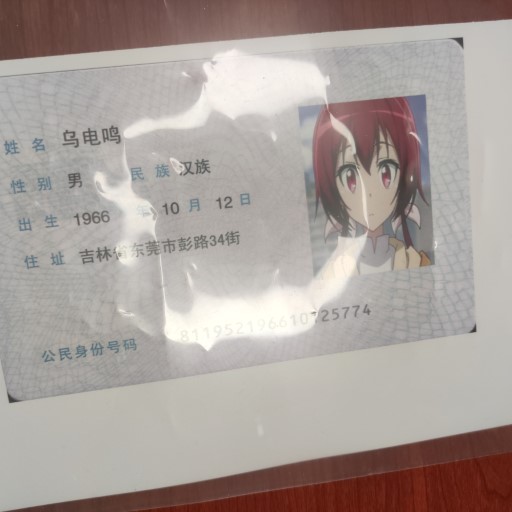 姓名 乌电鸣
性别 男 民族 汉族
出生 1966 年 10 月 12 日
住址 吉林省东莞市彭路34街
公民身份号码